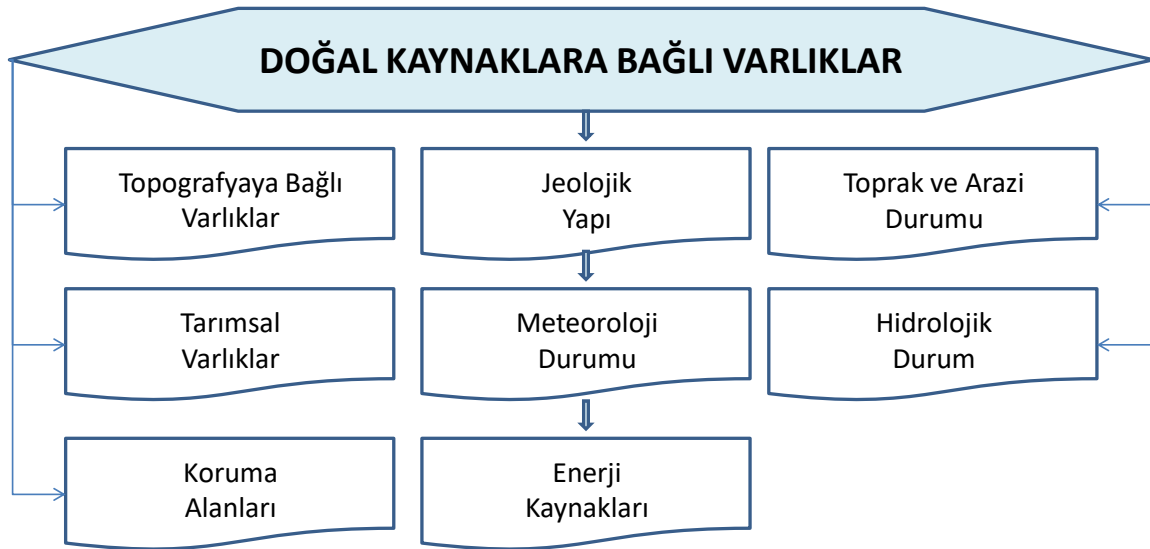 DOĞAL KAYNAKLARA BAĞLI VARLIKLAR
Topografyaya Bağlı
Varlıklar
Jeolojik
Yapı
Toprak ve Arazi
Durumu
Tarımsal
Varlıklar
Meteoroloji
Durumu
Hidrolojik
Durum
Koruma
Alanları
Enerji
Kaynakları